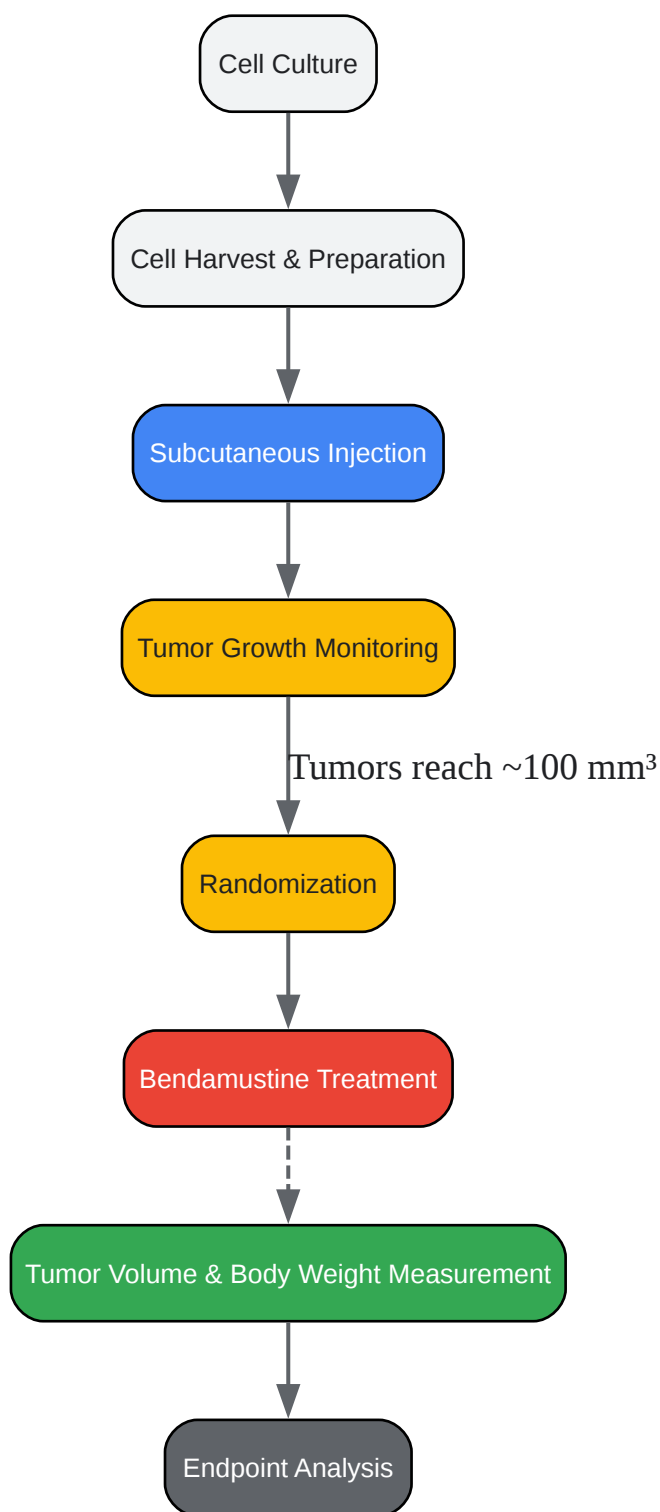 Cell Culture
Cell Harvest & Preparation
Subcutaneous Injection
Tumor Growth Monitoring
Tumors reach ~100 mm³
Randomization
Bendamustine Treatment
Tumor Volume & Body Weight Measurement
Endpoint Analysis